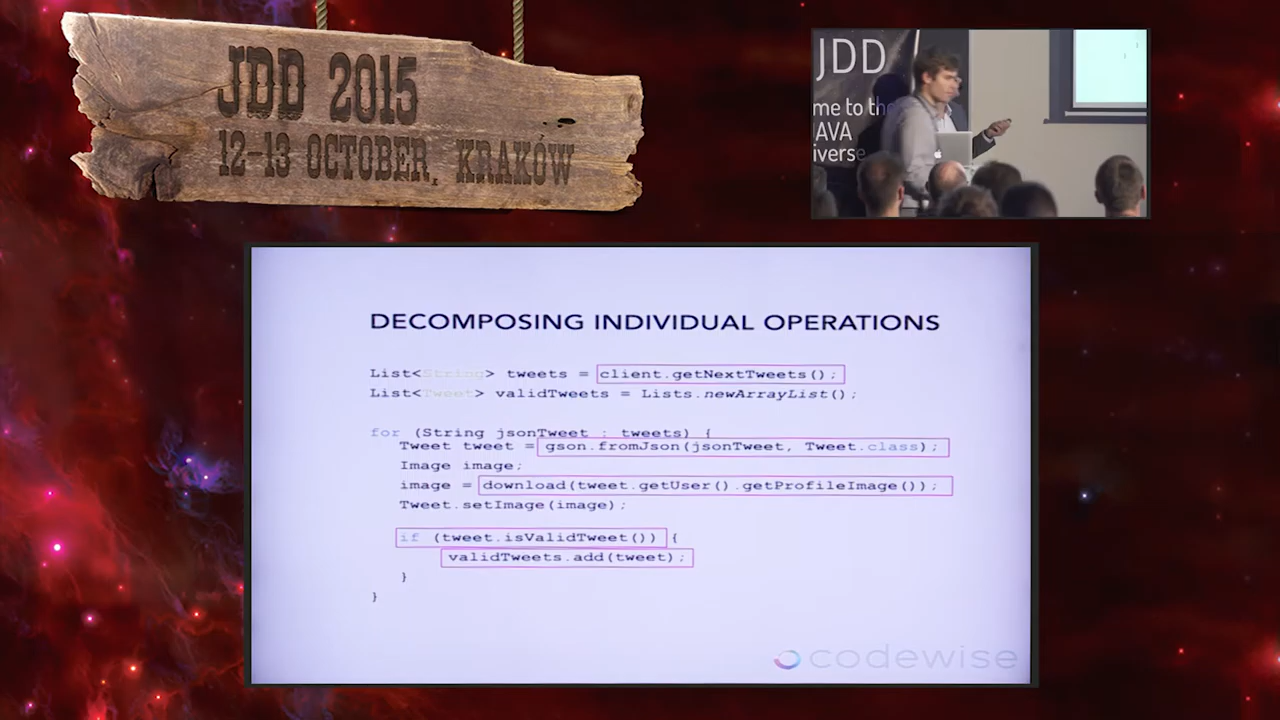 JDD 2015
12-13 OCTOBER, KRAKÓW
JDD
me to the
AVA
iverse
DECOMPOSING INDIVIDUAL OPERATIONS
List<String> tweets = client.getNextTweets();
List<Tweet> validTweets = Lists.newArrayList();
for (String jsonTweet : tweets) {
Tweet tweet = gson.fromJson(jsonTweet, Tweet.class);
Image image;
image = download(tweet.getUser().getProfileImage());
Tweet.setImage(image);
if (tweet.isValidTweet()) {
validTweets.add(tweet);
}
}
codewise